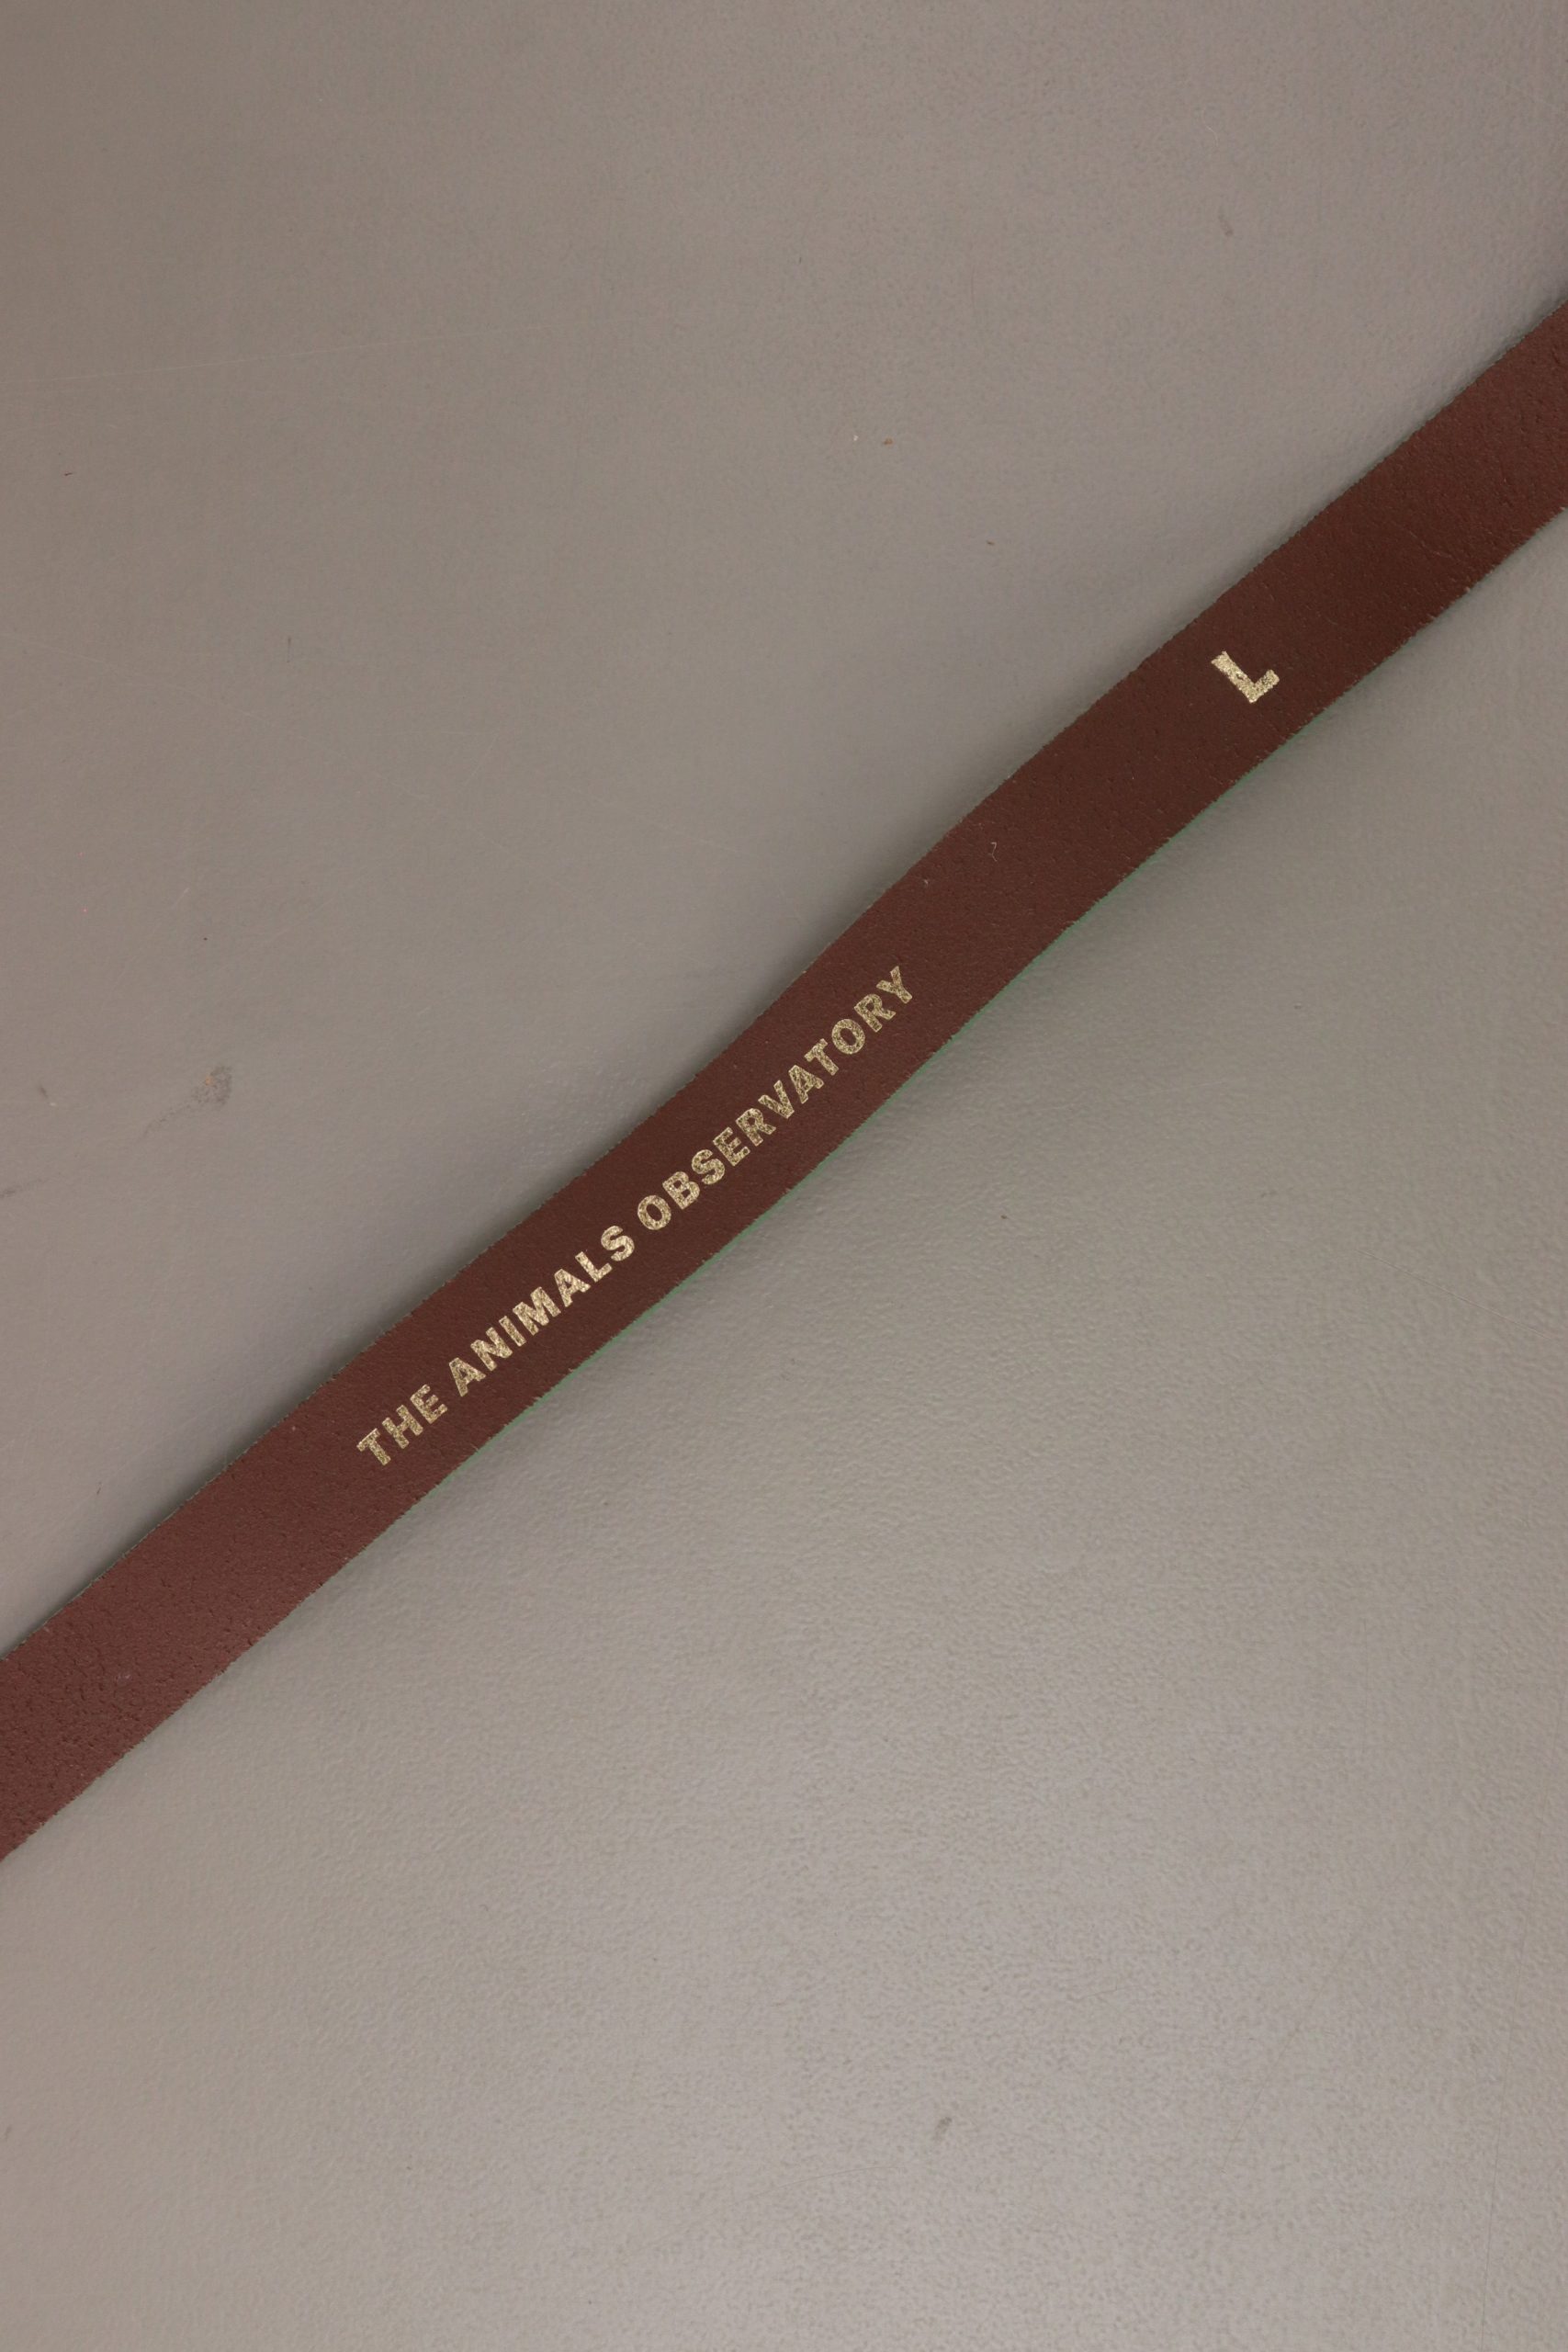 THE ANIMALS OBSERVATORY
L